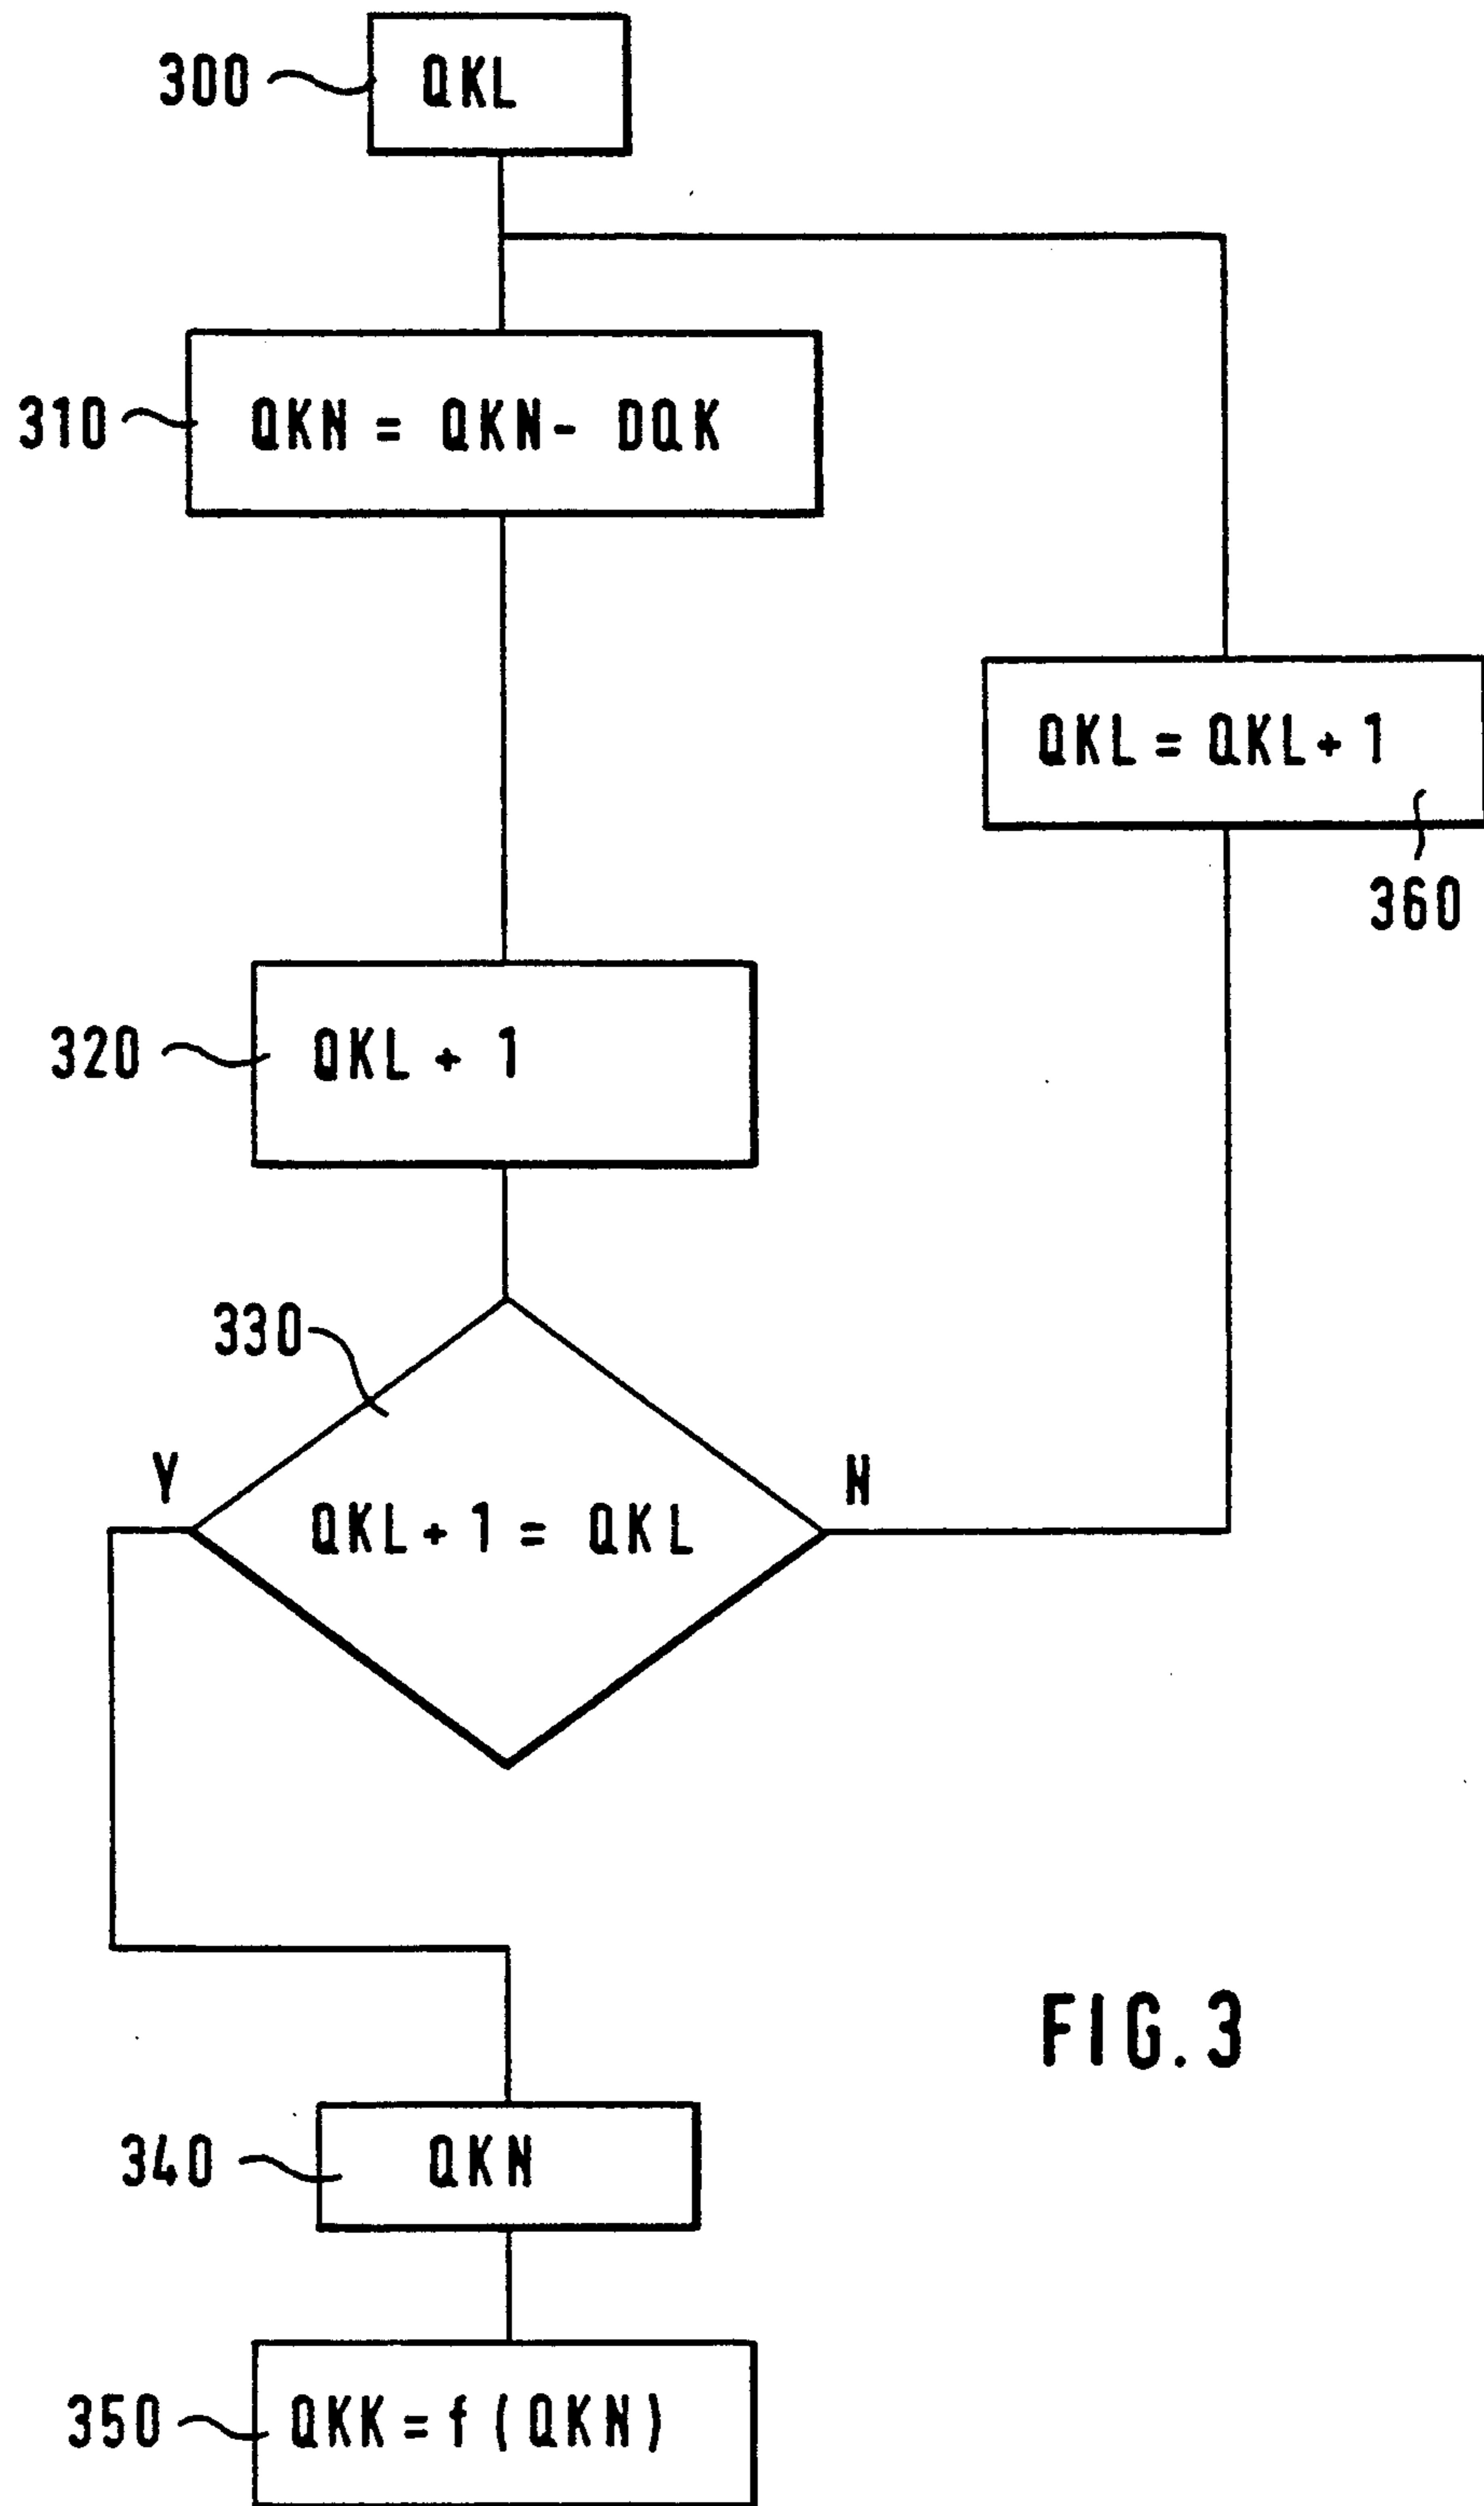 300 QKL
310 QKN = QKN - DQK
QKL = QKL + 1
360
320 QKL + 1
330
Y N
QKL + 1 = QKL
FIG. 3
340 QKN
350 QKK = f ( QKN )